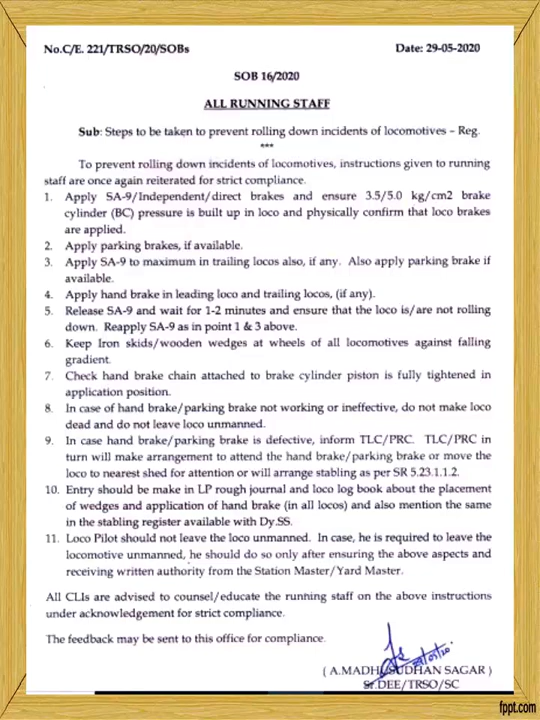 No.C/E. 221/TRSO/20/SOBs Date: 29-05-2020
SOB 16/2020
ALL RUNNING STAFF
Sub: Steps to be taken to prevent rolling down incidents of locomotives – Reg.
***
To prevent rolling down incidents of locomotives, instructions given to running
staff are once again reiterated for strict compliance.
1. Apply SA-9/Independent/direct brakes and ensure 3.5/5.0 kg/cm2 brake
cylinder (BC) pressure is built up in loco and physically confirm that loco brakes
are applied.
2. Apply parking brakes, if available.
3. Apply SA-9 to maximum in trailing locos also, if any. Also apply parking brake if
available.
4. Apply hand brake in leading loco and trailing locos, (if any).
5. Release SA-9 and wait for 1-2 minutes and ensure that the loco is/are not rolling
down. Reapply SA-9 as in point 1 & 3 above.
6. Keep Iron skids/wooden wedges at wheels of all locomotives against falling
gradient.
7. Check hand brake chain attached to brake cylinder piston is fully tightened in
application position.
8. In case of hand brake/parking brake not working or ineffective, do not make loco
dead and do not leave loco unmanned.
9. In case hand brake/parking brake is defective, inform TLC/PRC. TLC/PRC in
turn will make arrangement to attend the hand brake/parking brake or move the
loco to nearest shed for attention or will arrange stabling as per SR 5.23.1.1.2.
10. Entry should be make in LP rough journal and loco log book about the placement
of wedges and application of hand brake (in all locos) and also mention the same
in the stabling register available with Dy.SS.
11. Loco Pilot should not leave the loco unmanned. In case, he is required to leave the
locomotive unmanned, he should do so only after ensuring the above aspects and
receiving written authority from the Station Master/Yard Master.
All CLIs are advised to counsel/educate the running staff on the above instructions
under acknowledgement for strict compliance.
The feedback may be sent to this office for compliance.
( A.MADHUSUDHAN SAGAR )
Sr.DEE/TRSO/SC
fppt.com